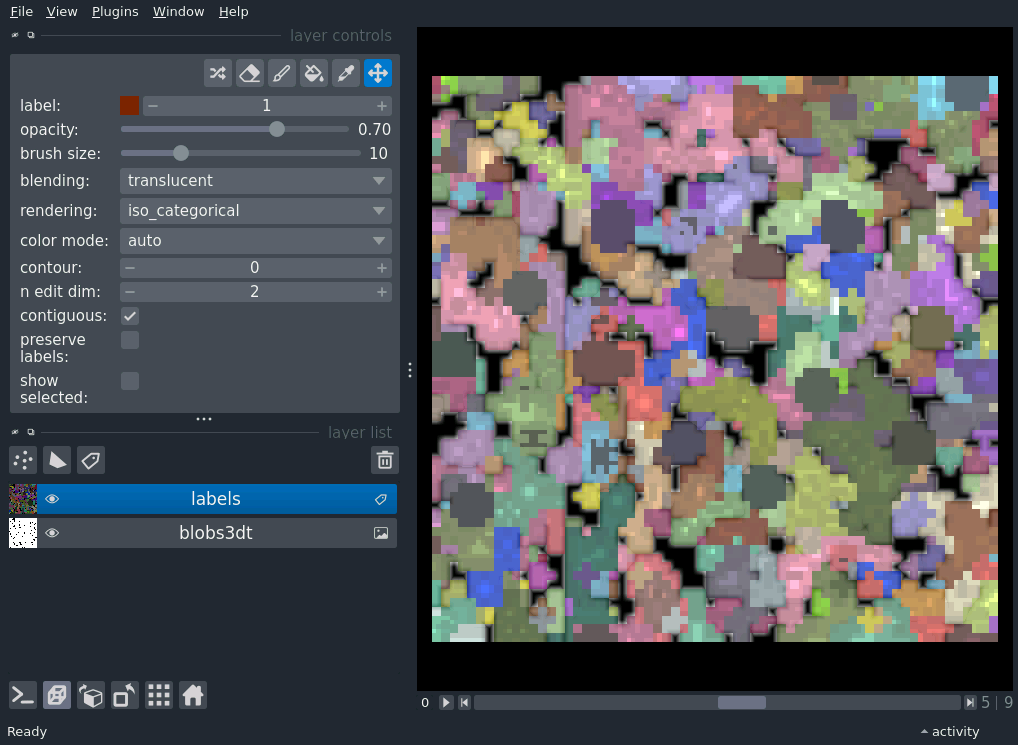 File View Plugins Window Help
layer controls
label: 1
opacity: 0.70
brush size: 10
blending: translucent
rendering: iso_categorical
color mode: auto
contour: 0
n edit dim: 2
contiguous:
preserve
labels:
show
selected:
layer list
labels
blobs3dt
0 5 | 9
Ready activity